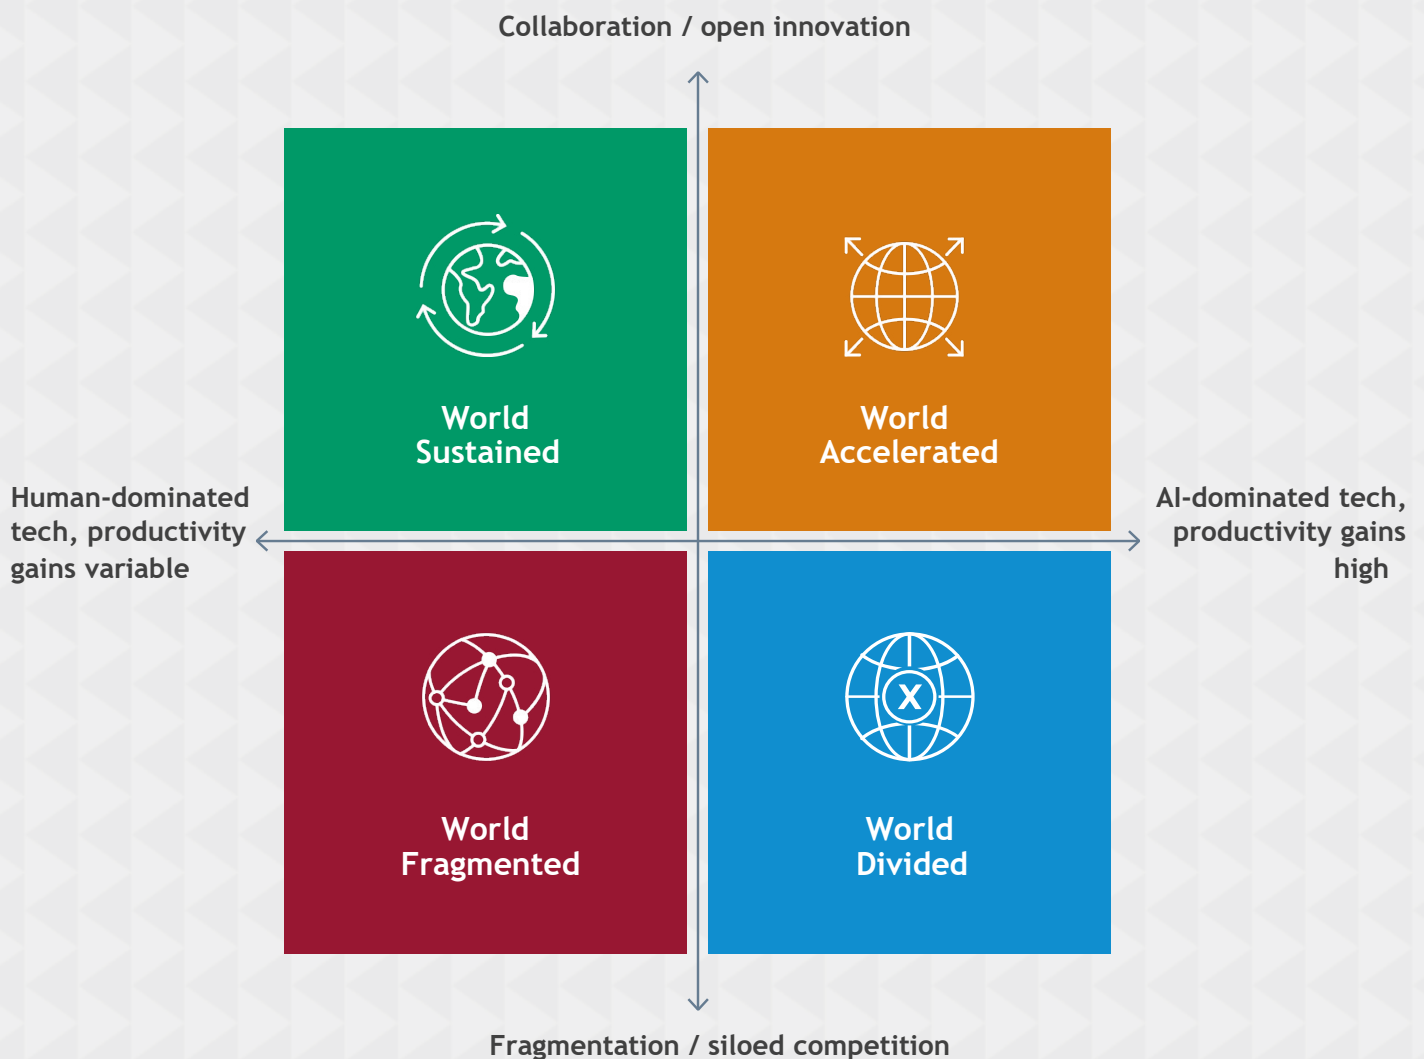 Collaboration / open innovation
World
Sustained
World
Accelerated
Human-dominated
tech, productivity
gains variable
AI-dominated tech,
productivity gains
high
X
World
Fragmented
World
Divided
Fragmentation / siloed competition